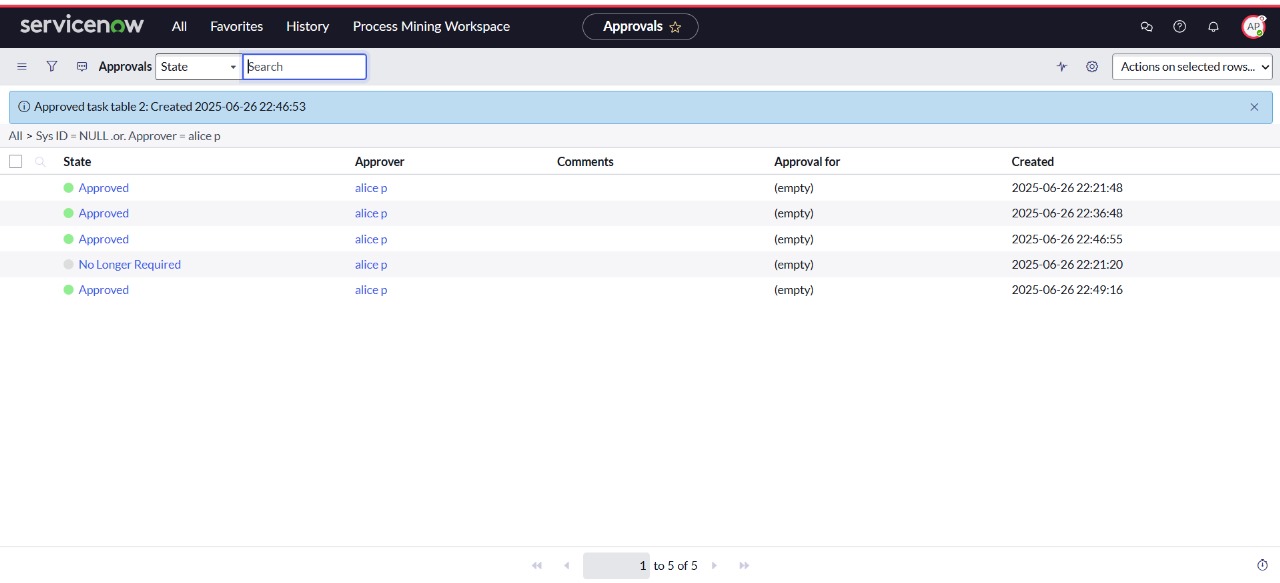 servicenow All Favorites History Process Mining Workspace Approvals AP
Approvals State Search Actions on selected rows...
Approved task table 2: Created 2025-06-26 22:46:53
All > Sys ID = NULL .or. Approver = alice p
State Approver Comments Approval for Created
Approved alice p (empty) 2025-06-26 22:21:48
Approved alice p (empty) 2025-06-26 22:36:48
Approved alice p (empty) 2025-06-26 22:46:55
No Longer Required alice p (empty) 2025-06-26 22:21:20
Approved alice p (empty) 2025-06-26 22:49:16
1 to 5 of 5